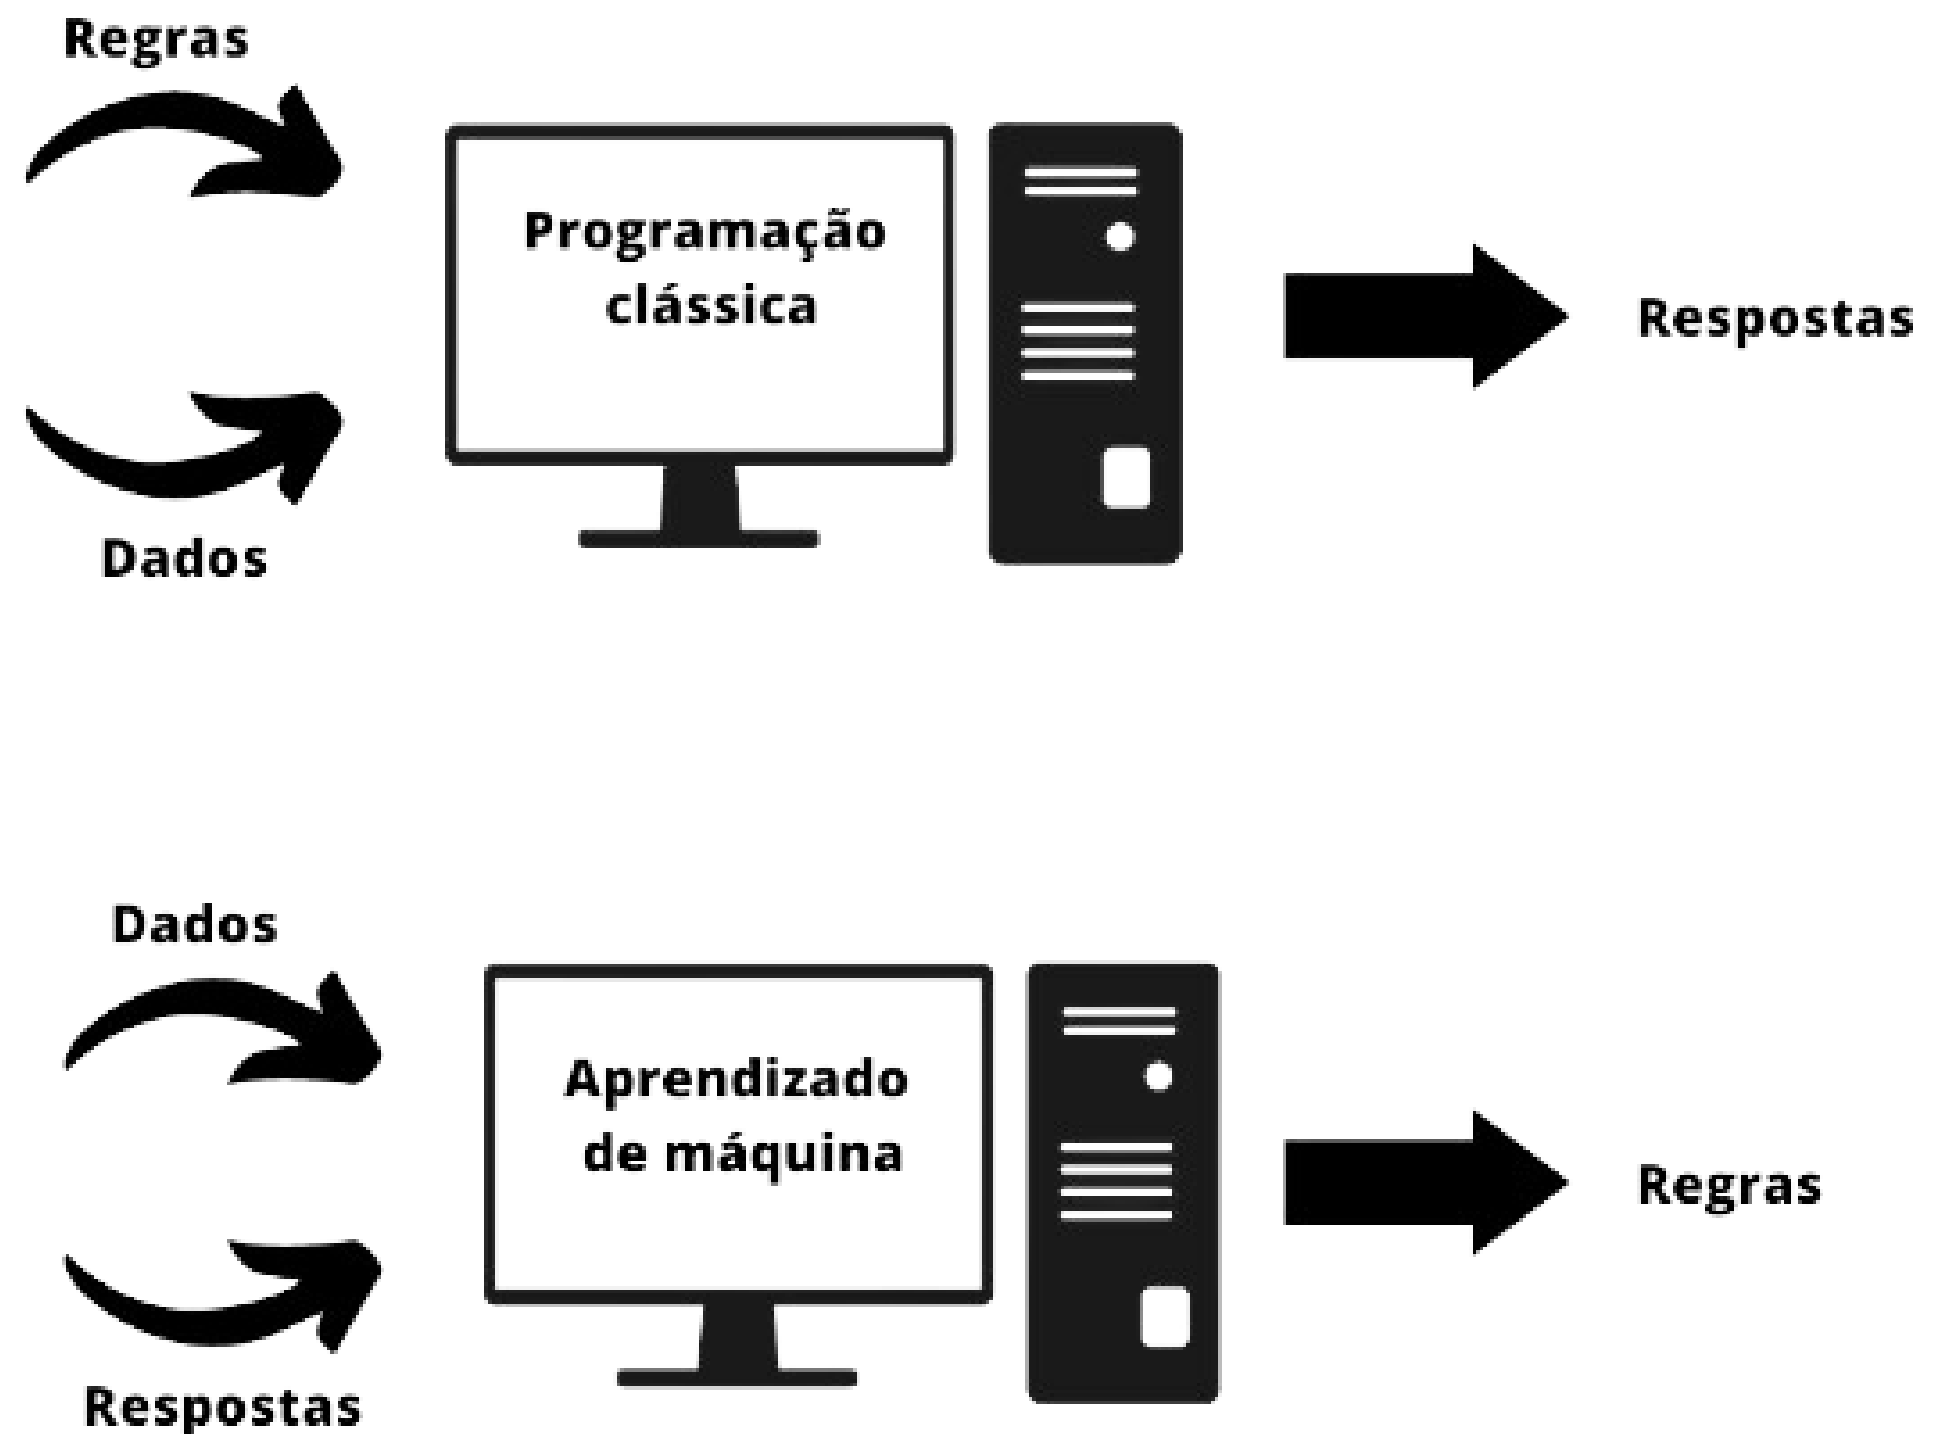 Regras
Programação
clássica
Respostas
Dados
Dados
Aprendizado
de máquina
Regras
Respostas